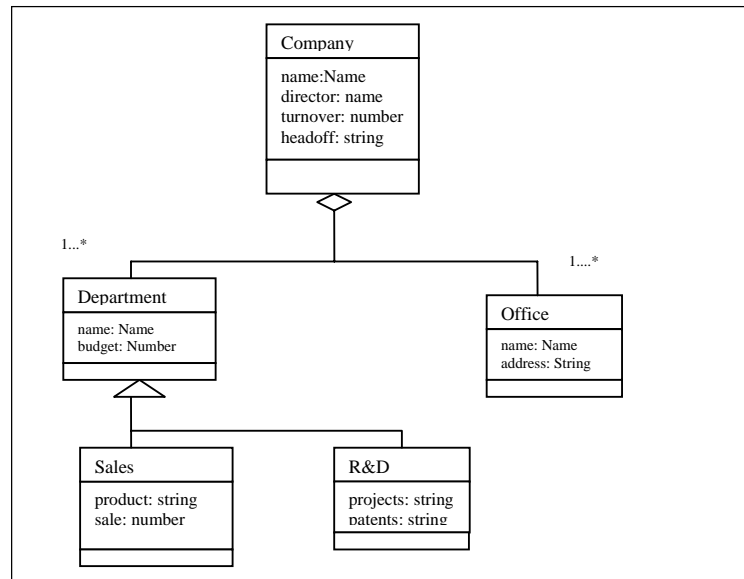 Company
name:Name
director: name
turnover: number
headoff: string
1...*
1....*
Department
name: Name
budget: Number
Office
name: Name
address: String
Sales
product: string
sale: number
R&D
projects: string
patents: string